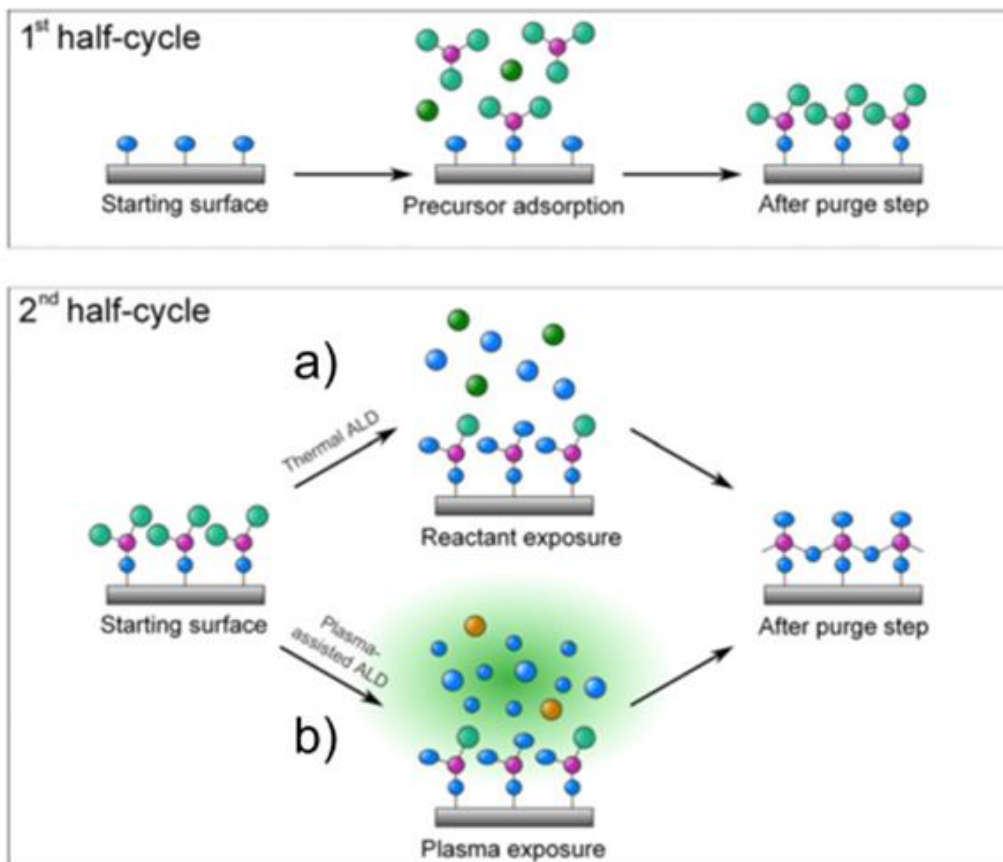 1st half-cycle
Starting surface
Precursor adsorption
After purge step
2nd half-cycle
a)
Thermal ALD
Reactant exposure
Starting surface
After purge step
Plasma-
assisted ALD
b)
Plasma exposure